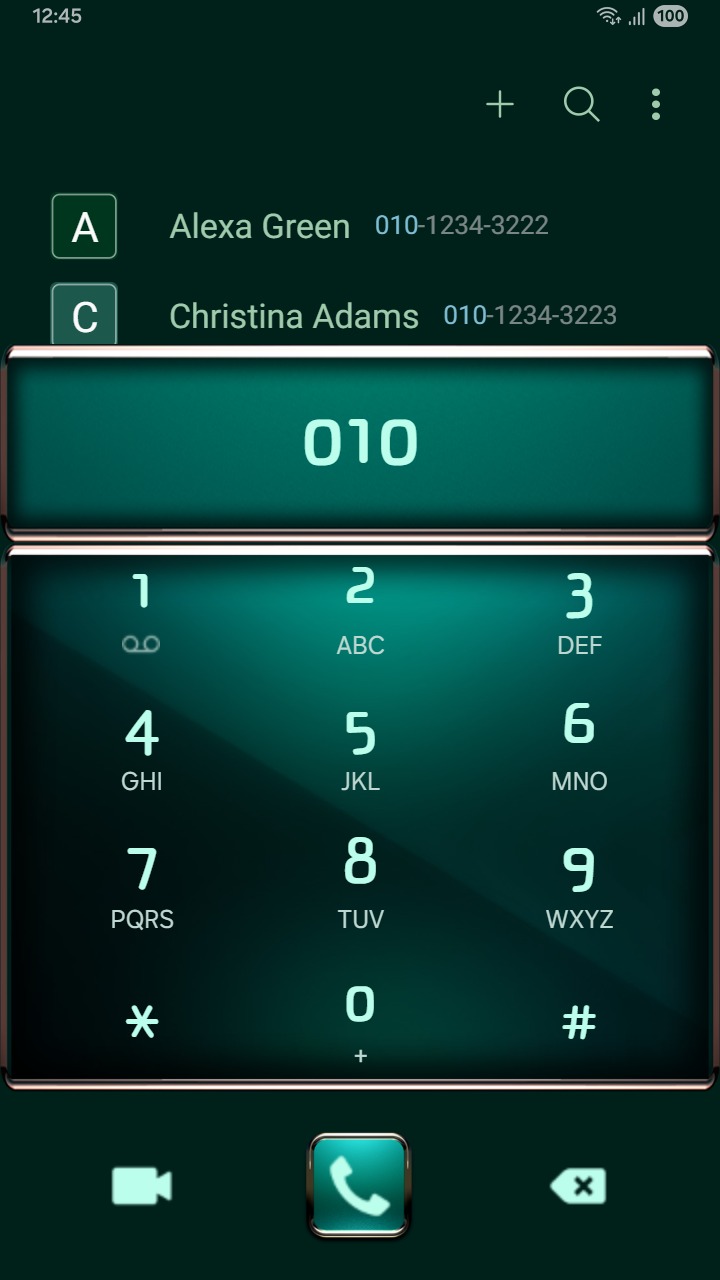 12:45 100
A Alexa Green 010-1234-3222
C Christina Adams 010-1234-3223
010
1 2 3
ABC DEF
4 5 6
GHI JKL MNO
7 8 9
PQRS TUV WXYZ
* 0 #
+